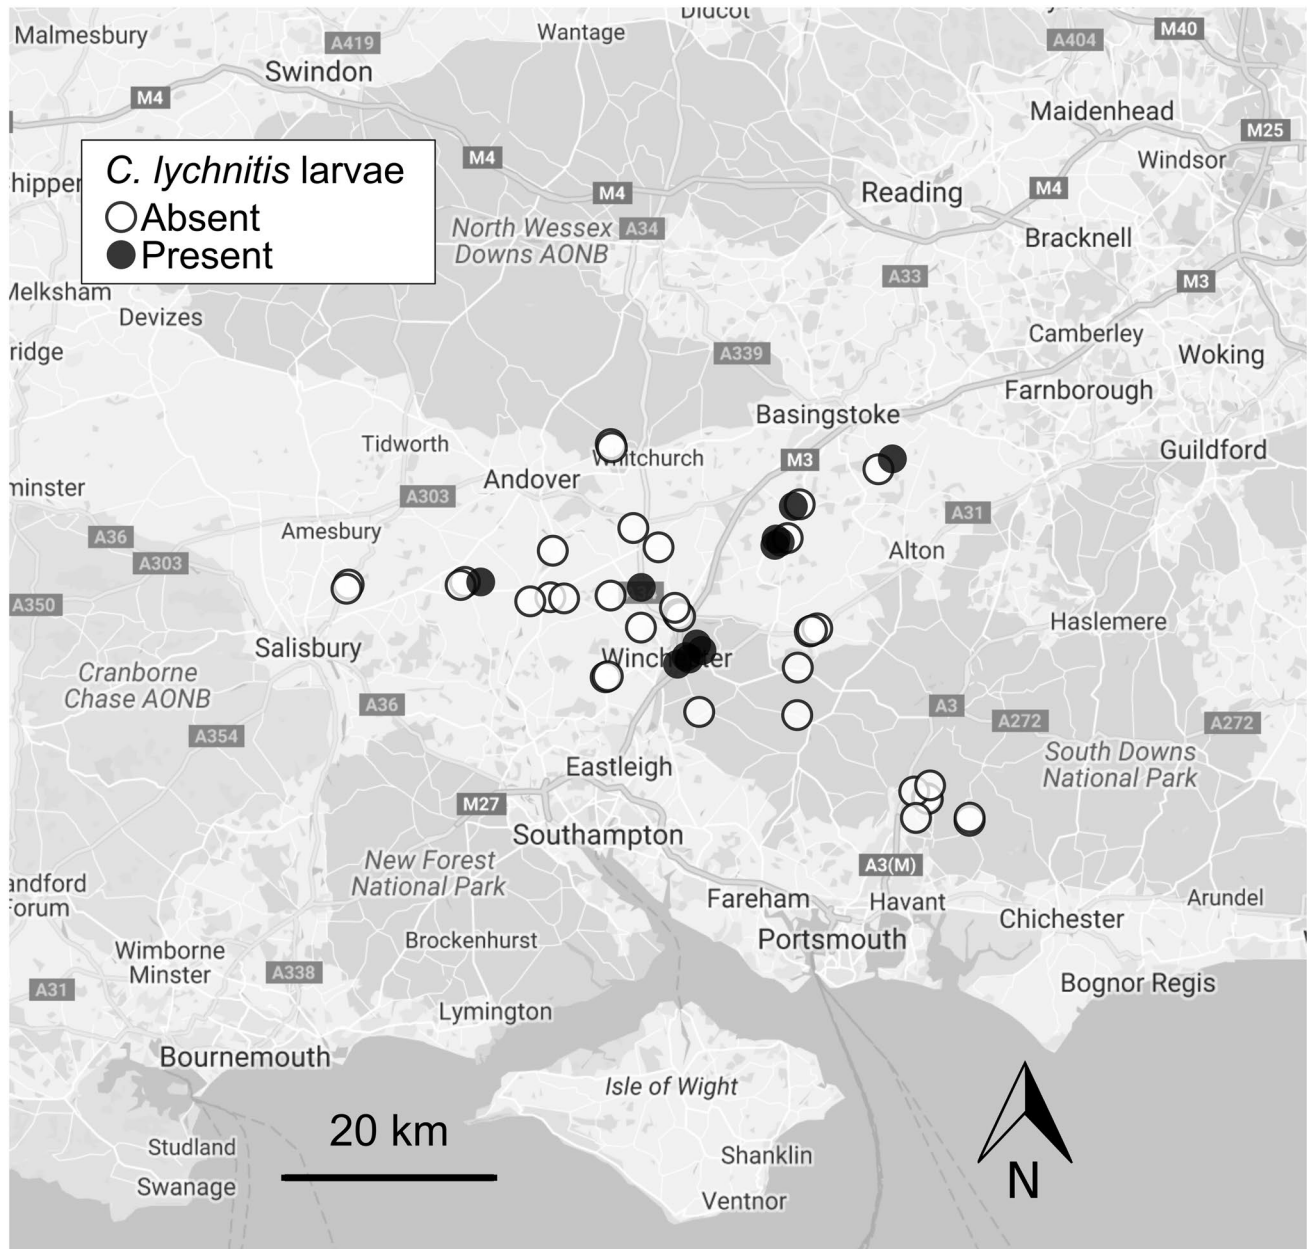 Didcot
Malmesbury
A419
Wantage
A404
M40
Swindon
M4
Maidenhead
M25
C. lychnitis larvae
Absent
Present
M4
M4
Windsor
Reading
M4
North Wessex
Downs AONB
A34
Bracknell
A33
M3
Melksham
Devizes
Camberley
A339
Woking
Farnborough
Basingstoke
Tidworth
Whitchurch
M3
Guildford
Andover
A303
A31
Amesbury
A36
A303
Alton
A350
Haslemere
Salisbury
Winchester
Cranborne
Chase AONB
A36
A3
A272
A272
A354
South Downs
National Park
Eastleigh
M27
Southampton
New Forest
National Park
A3(M)
Fareham
Havant
Arundel
Chichester
Brockenhurst
Portsmouth
Wimborne
Minster
A338
A31
Bognor Regis
Lymington
Bournemouth
Isle of Wight
20 km
Studland
Shanklin
Swanage
Ventnor
N